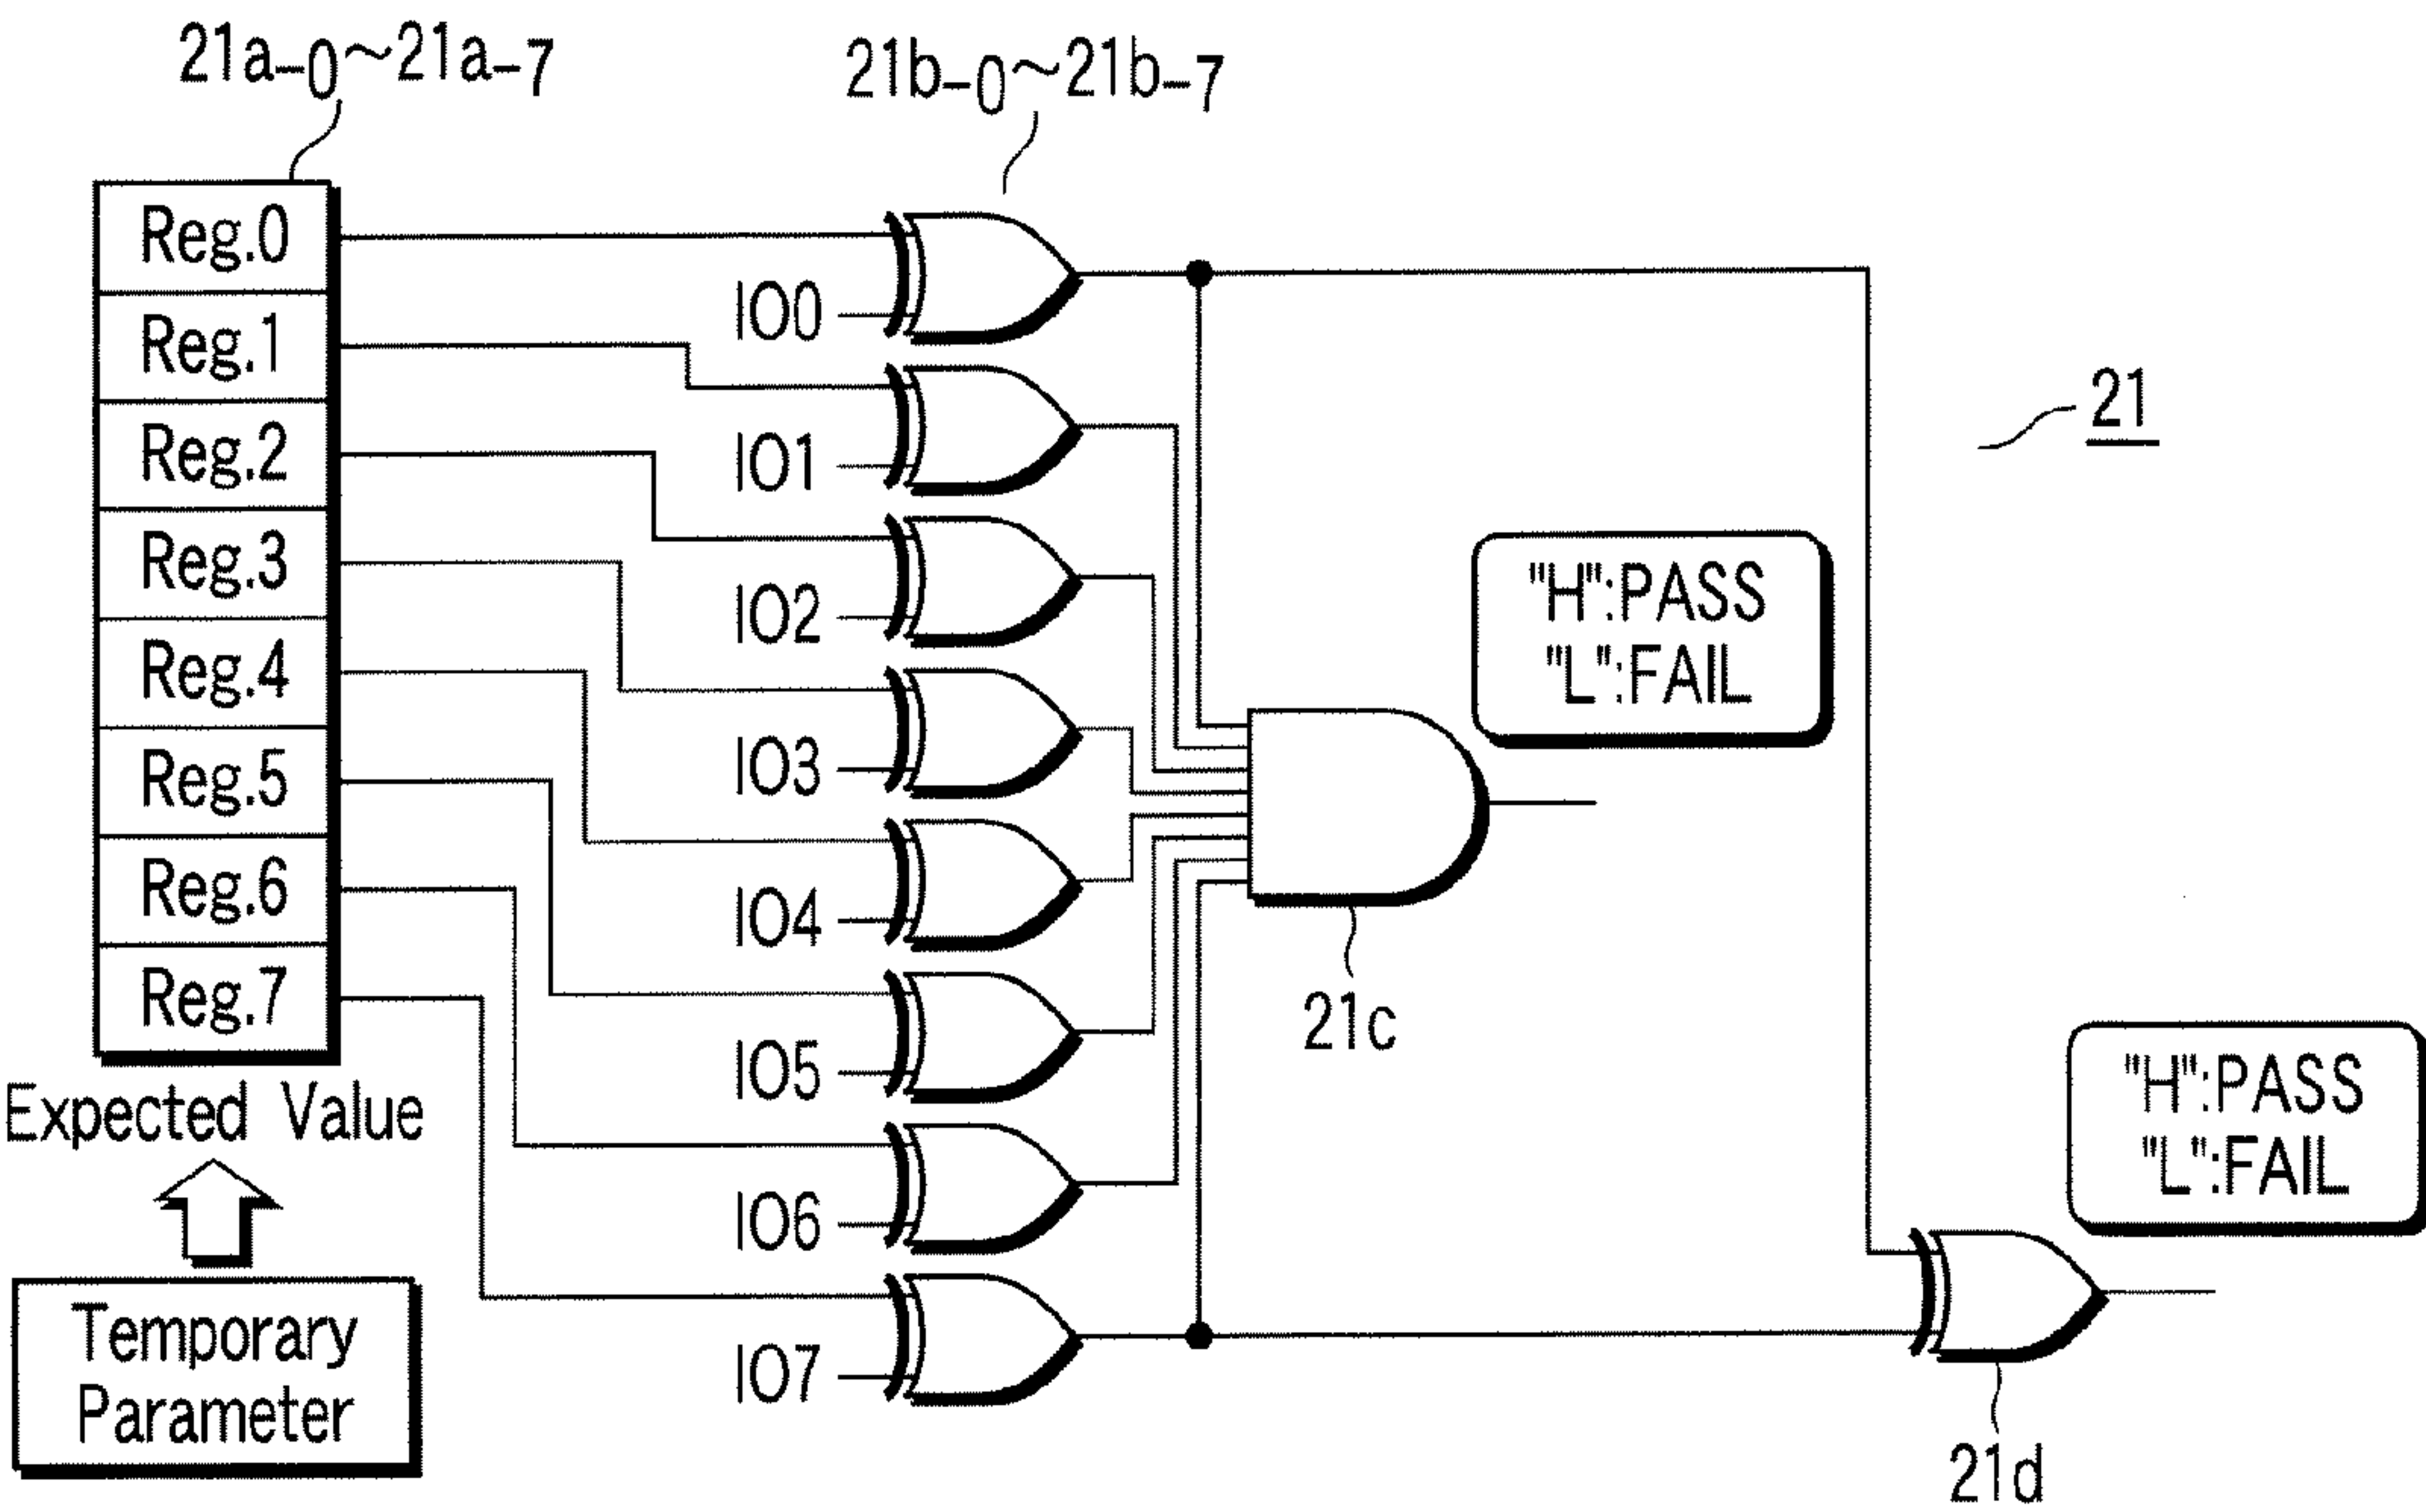 21a-0~21a-7
21b-0~21b-7
Reg.0
Reg.1
Reg.2
Reg.3
Reg.4
Reg.5
Reg.6
Reg.7
Expected Value
Temporary
Parameter
IO0
IO1
IO2
IO3
IO4
IO5
IO6
IO7
21
"H":PASS
"L":FAIL
21c
"H":PASS
"L":FAIL
21d